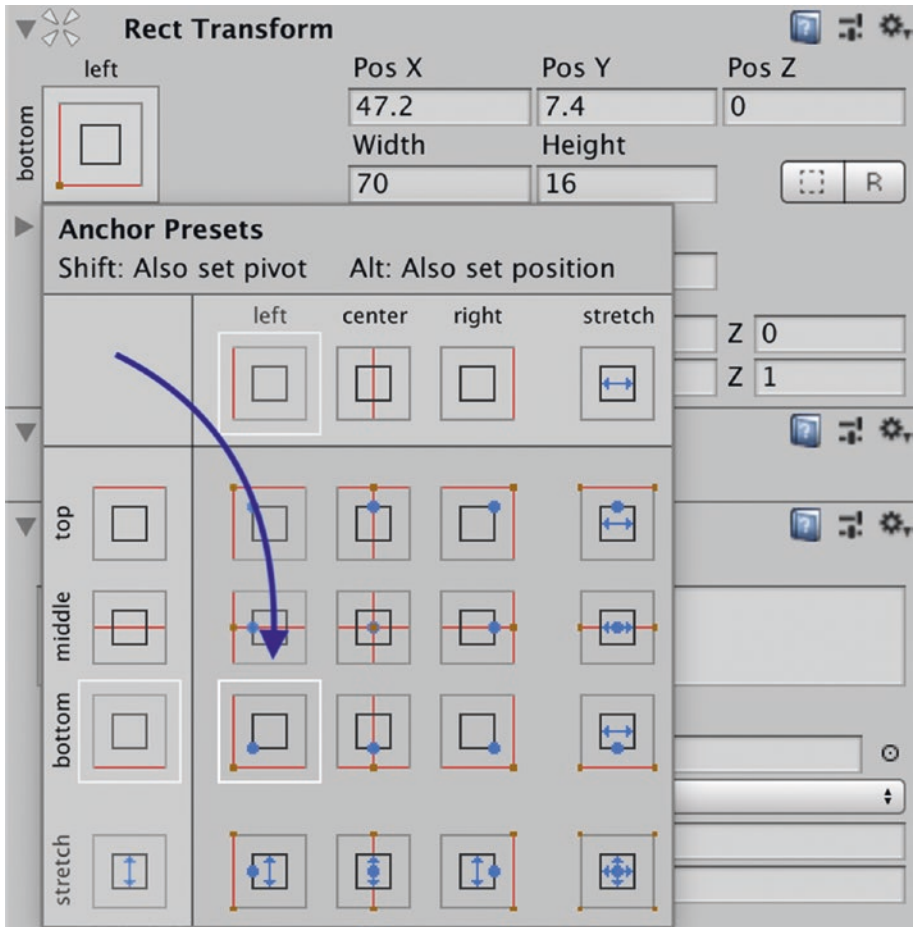 Rect Transform
left
Pos X Pos Y Pos Z
bottom
47.2 7.4 0
Width Height
70 16
R
Anchor Presets
Shift: Also set pivot Alt: Also set position
left center right stretch
Z 0
Z 1
top
middle
bottom
stretch